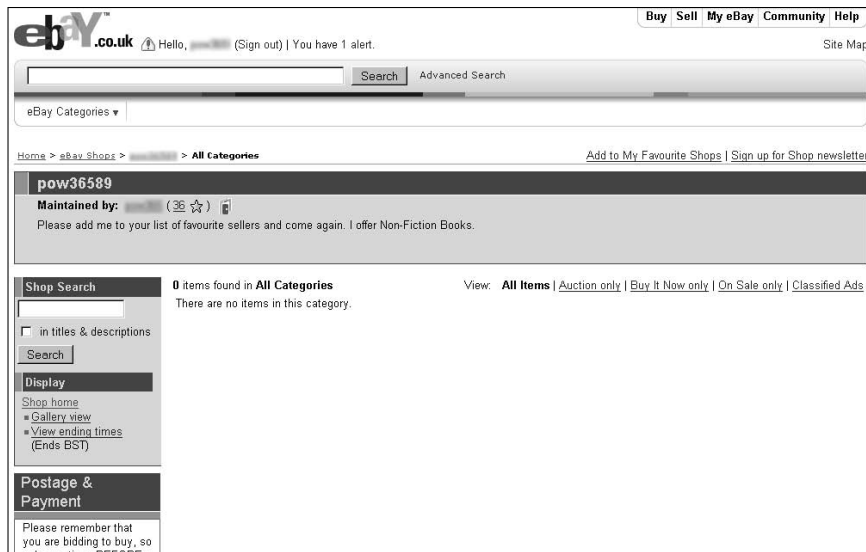 Buy Sell My eBay Community Help
ebaY.co.uk Hello, (Sign out) | You have 1 alert.
Site Map
Search Advanced Search
eBay Categories
Home > eBay Shops > > All Categories
Add to My Favourite Shops | Sign up for Shop newsletter
pow36589
Maintained by: (36)
Please add me to your list of favourite sellers and come again. I offer Non-Fiction Books.
Shop Search
in titles & descriptions
Search
Display
Shop home
Gallery view
View ending times
(Ends BST)
Postage &
Payment
Please remember that
you are bidding to buy, so
0 items found in All Categories
View: All Items | Auction only | Buy It Now only | On Sale only | Classified Ads
There are no items in this category.